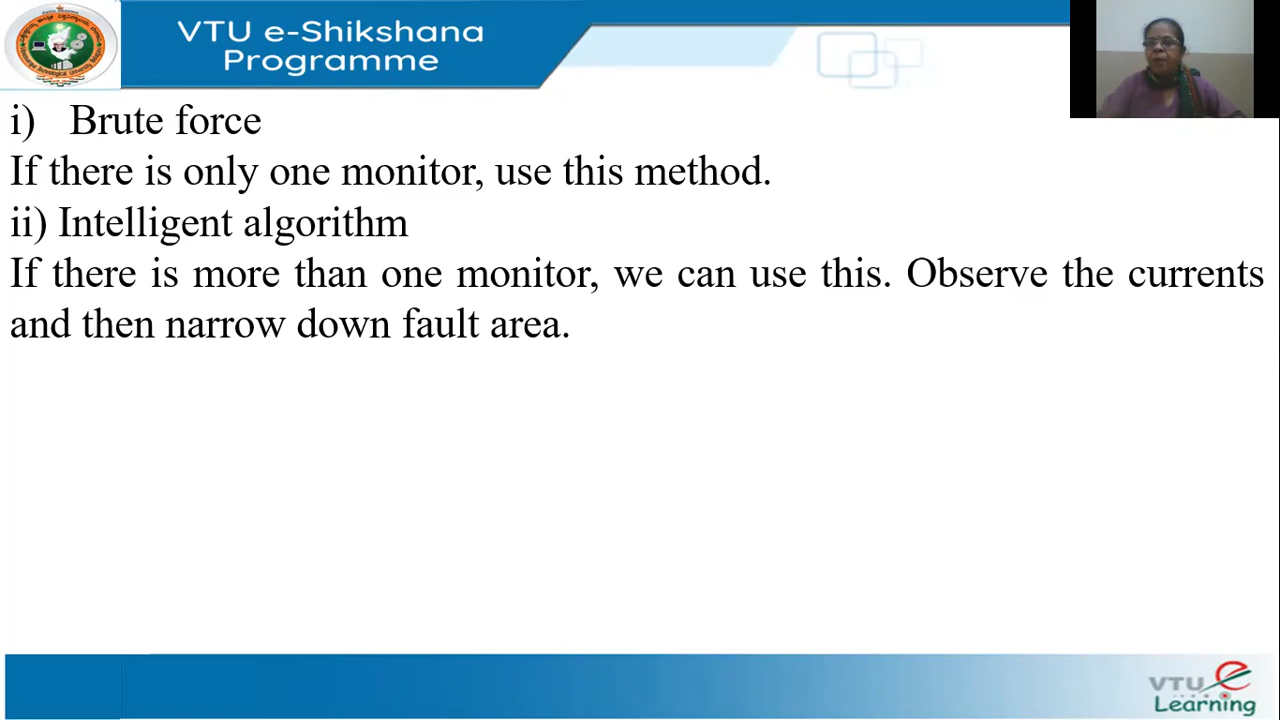 VTU e-Shikshana
Programme
i) Brute force
If there is only one monitor, use this method.
ii) Intelligent algorithm
If there is more than one monitor, we can use this. Observe the currents
and then narrow down fault area.
VTU e
Learning